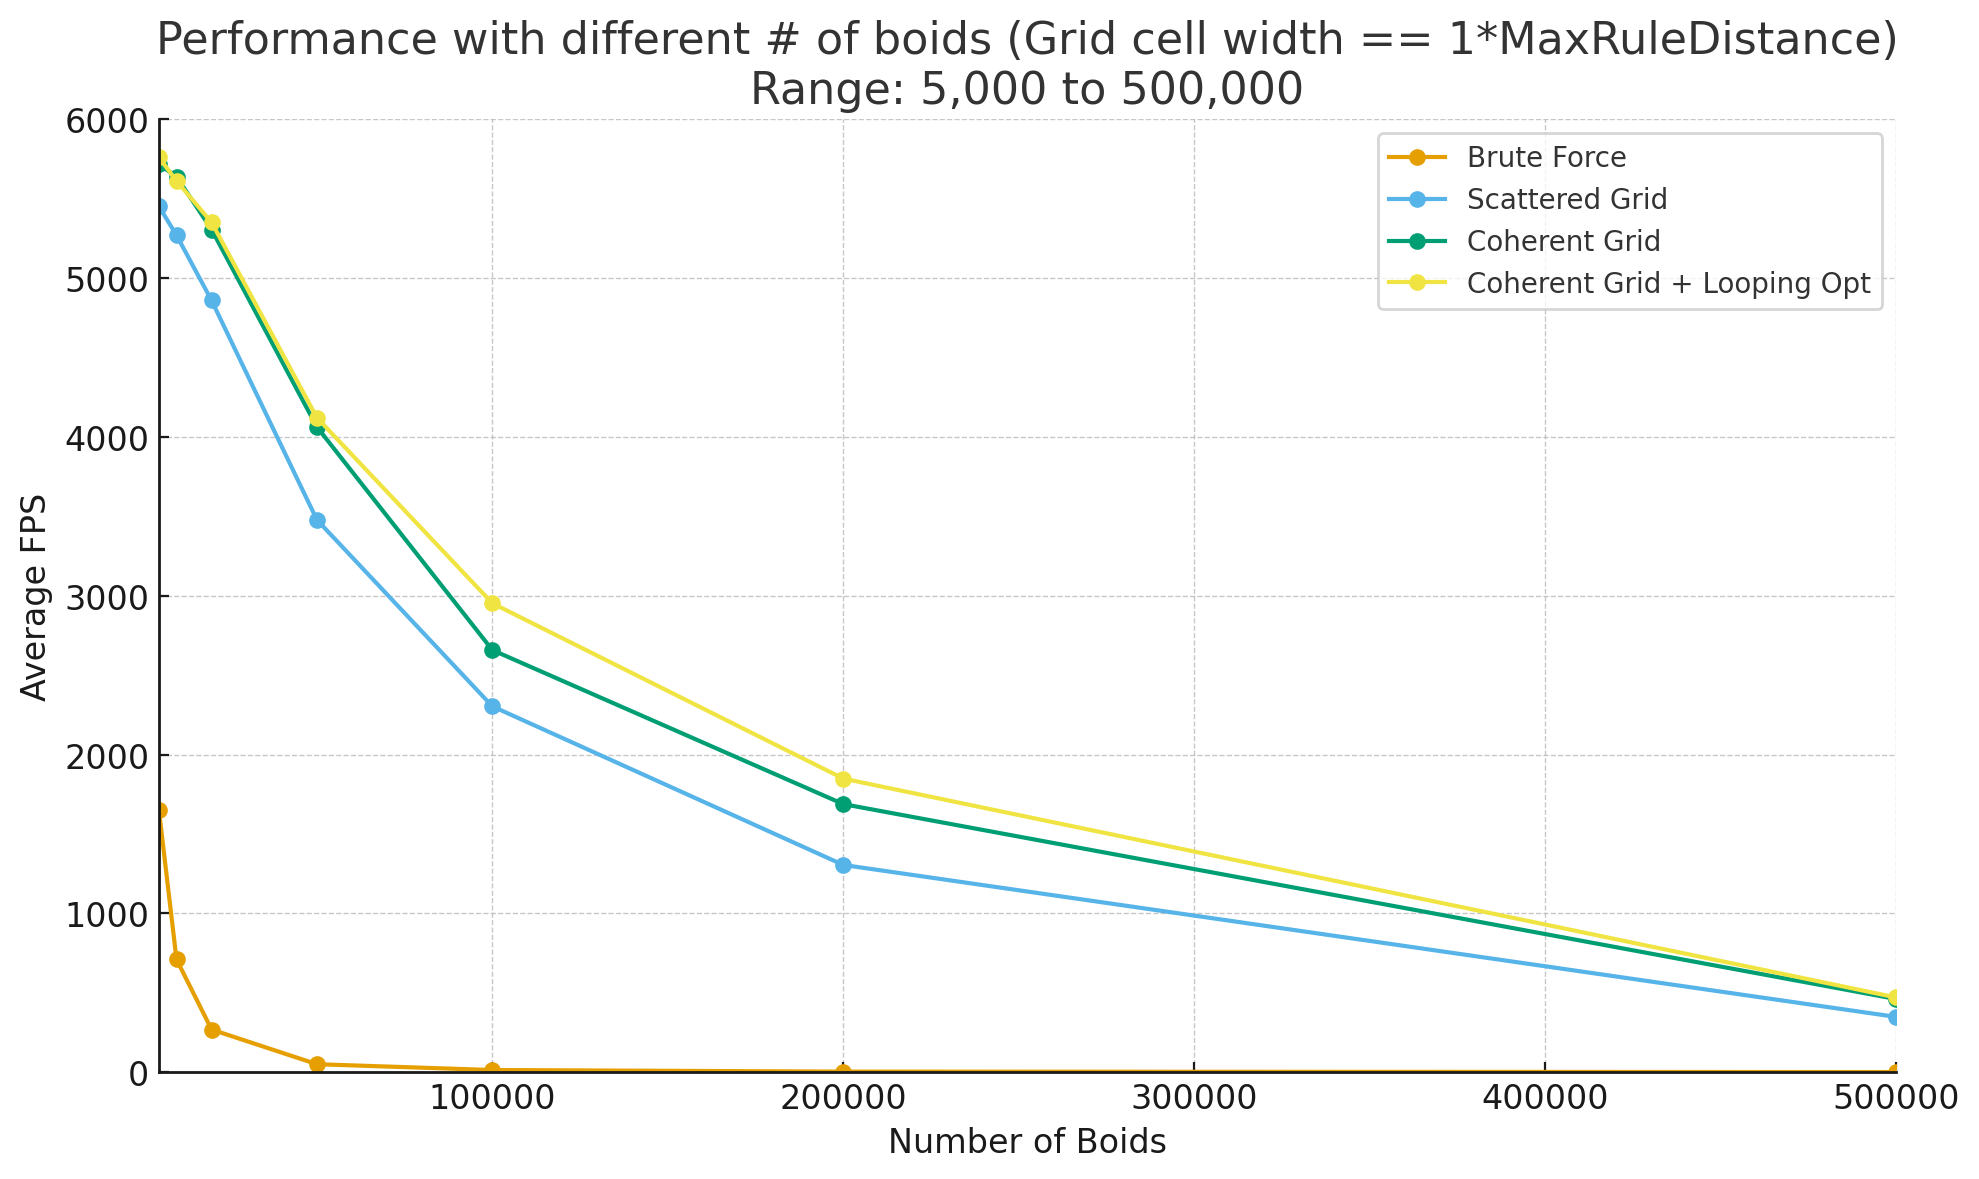 Performance with different # of boids (Grid cell width == 1*MaxRuleDistance)
Range: 5,000 to 500,000
6000
5000
4000
3000
2000
1000
0
Average FPS
Brute Force
Scattered Grid
Coherent Grid
Coherent Grid + Looping Opt
100000
200000
300000
400000
500000
Number of Boids